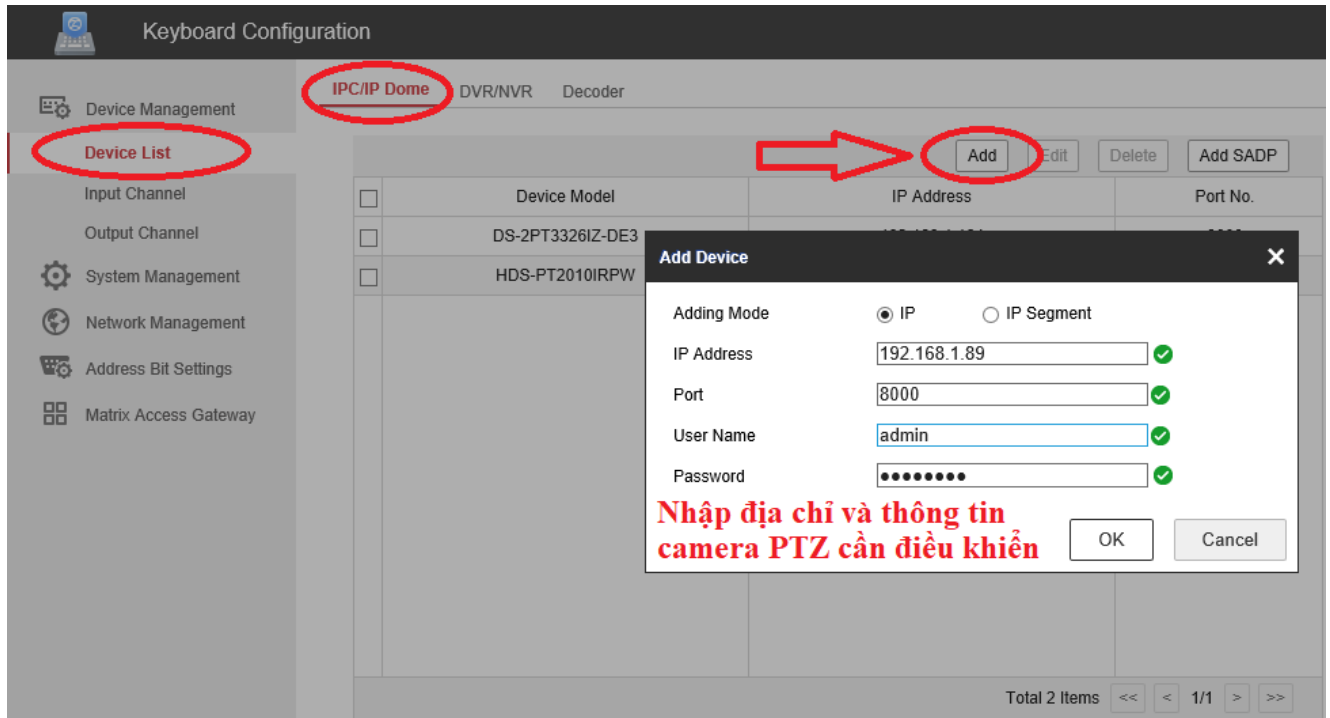 Keyboard Configuration
Device Management
Device List
Input Channel
Output Channel
System Management
Network Management
Address Bit Settings
Matrix Access Gateway
IPC/IP Dome DVR/NVR Decoder
Add Edit Delete Add SADP
Device Model IP Address Port No.
DS-2PT3326IZ-DE3
HDS-PT2010IRPW
Add Device
Adding Mode IP IP Segment
IP Address 192.168.1.89
Port 8000
User Name admin
Password ●●●●●●●●
Nhập địa chỉ và thông tin
camera PTZ cần điều khiển
OK Cancel
Total 2 Items << < 1/1 > >>